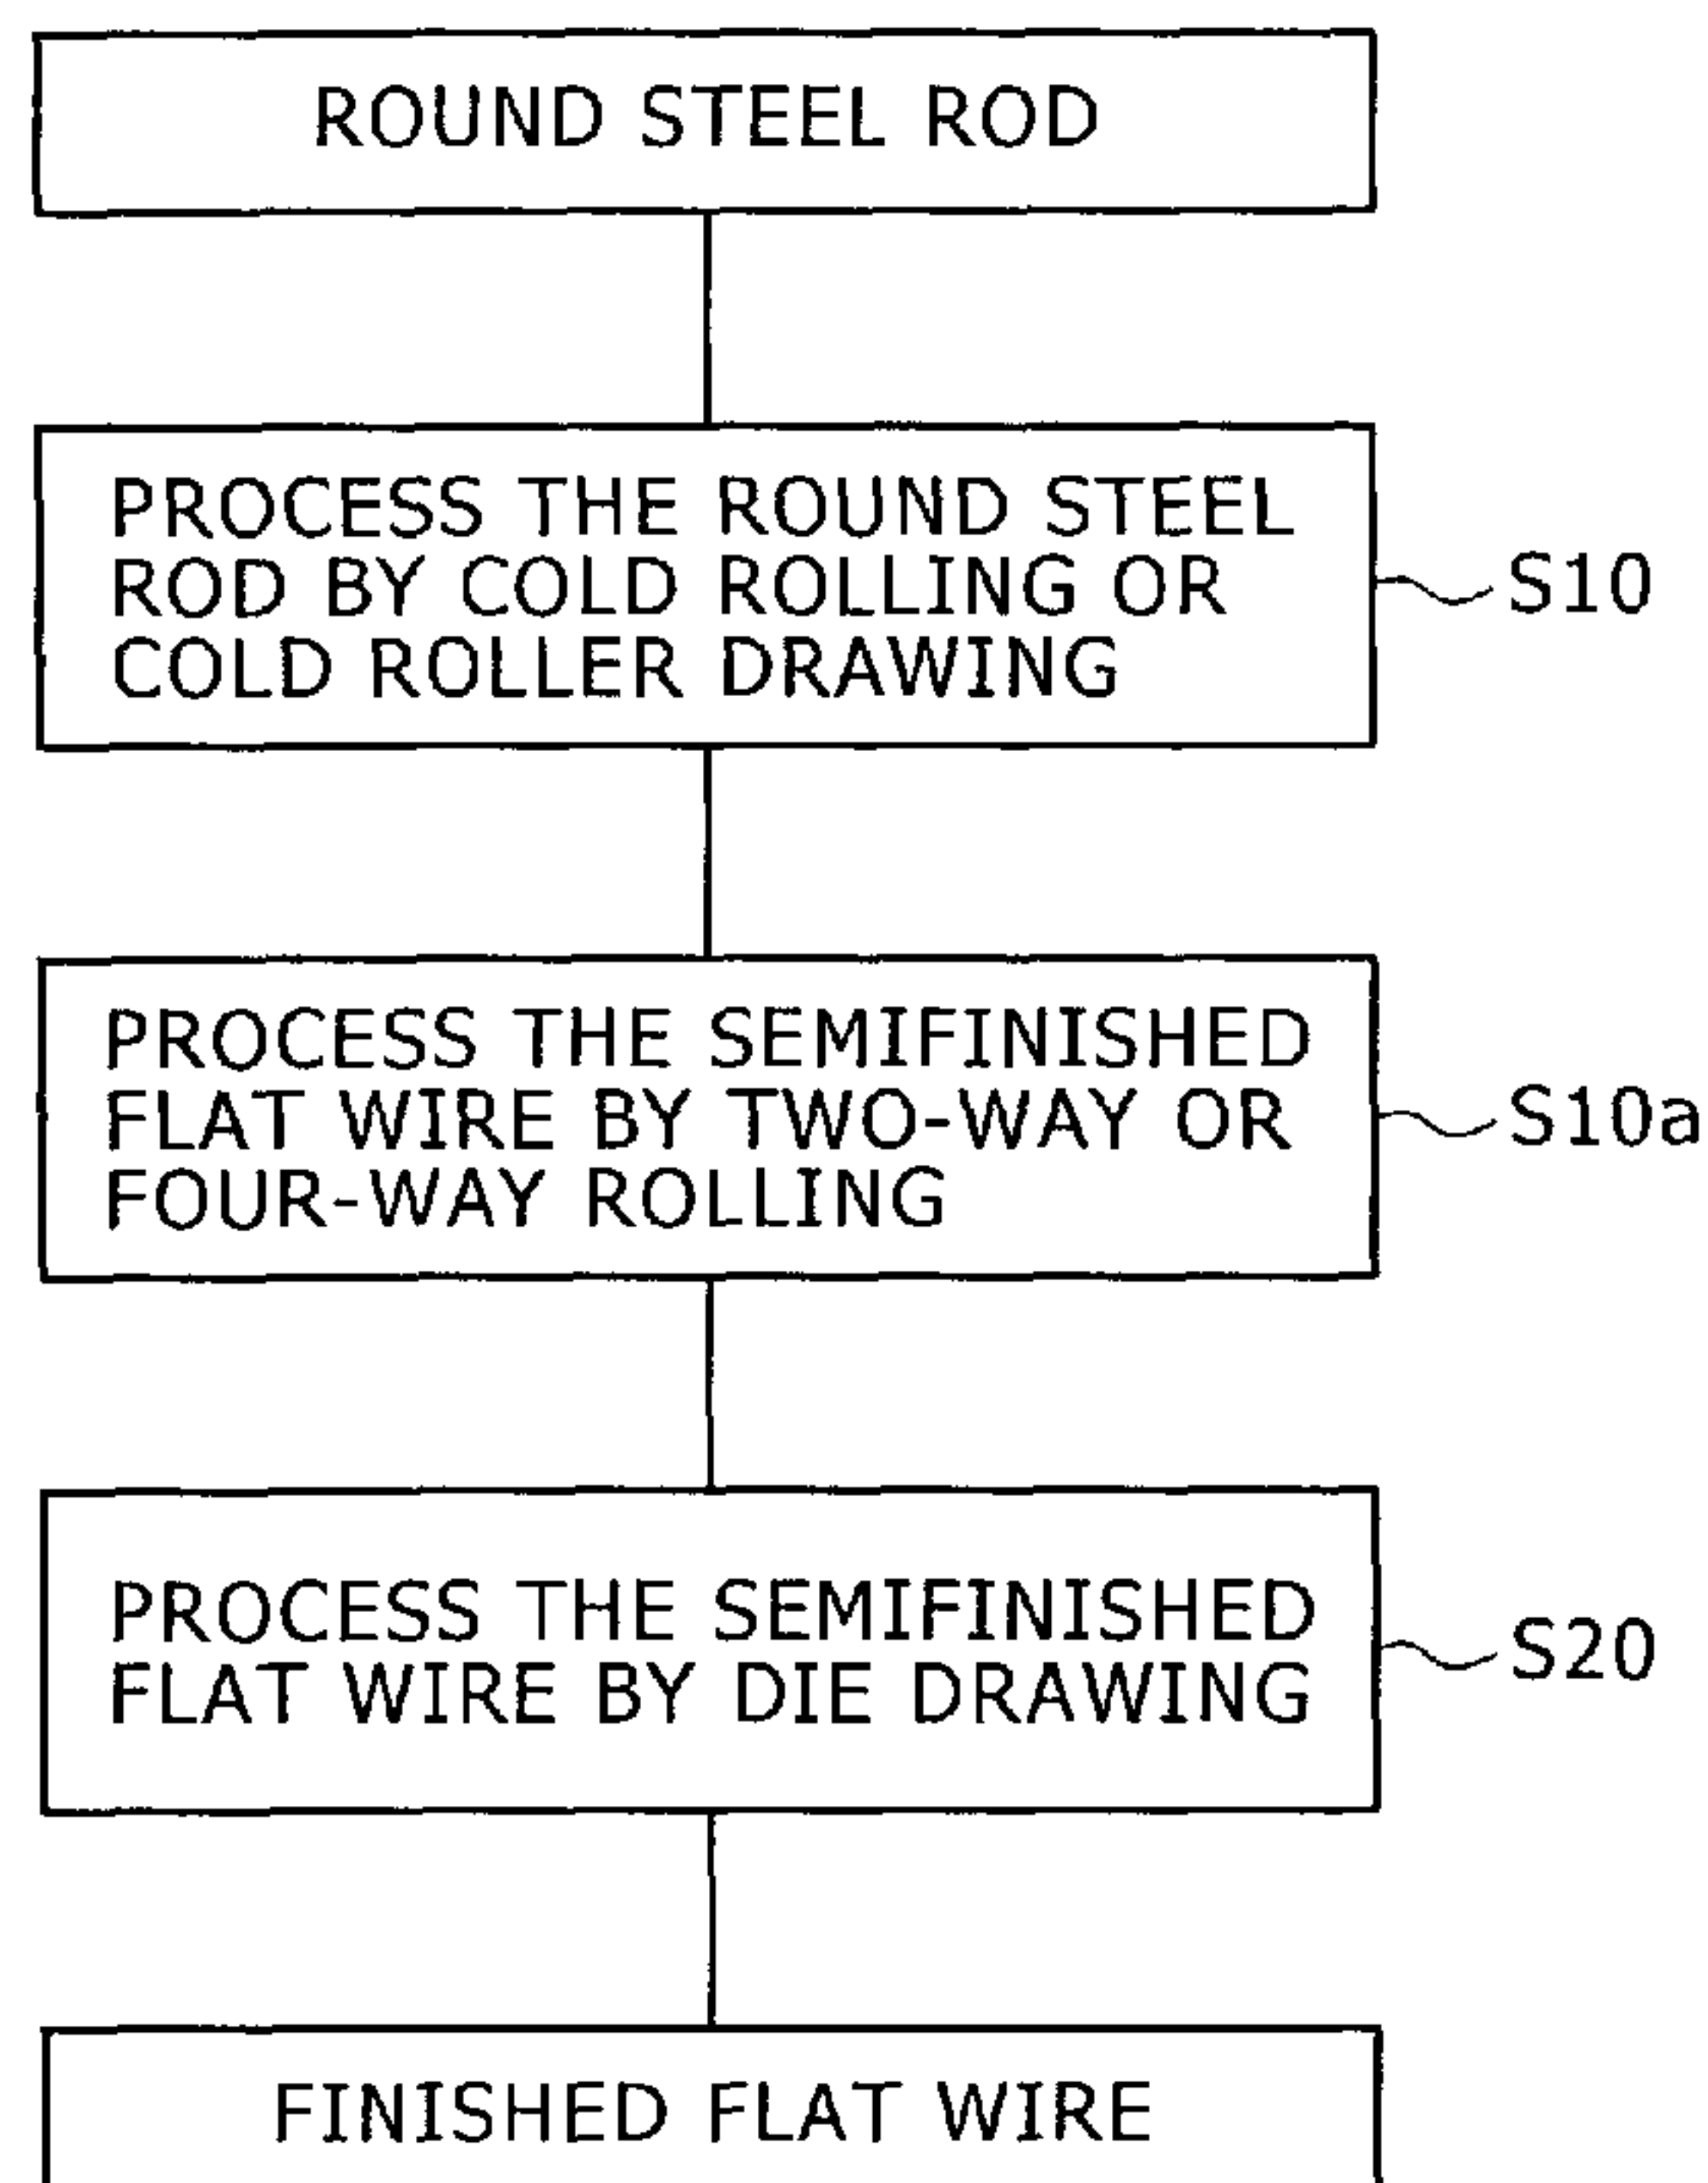 ROUND STEEL ROD
PROCESS THE ROUND STEEL
ROD BY COLD ROLLING OR
COLD ROLLER DRAWING
S10
PROCESS THE SEMIFINISHED
FLAT WIRE BY TWO-WAY OR
FOUR-WAY ROLLING
S10a
PROCESS THE SEMIFINISHED
FLAT WIRE BY DIE DRAWING
S20
FINISHED FLAT WIRE